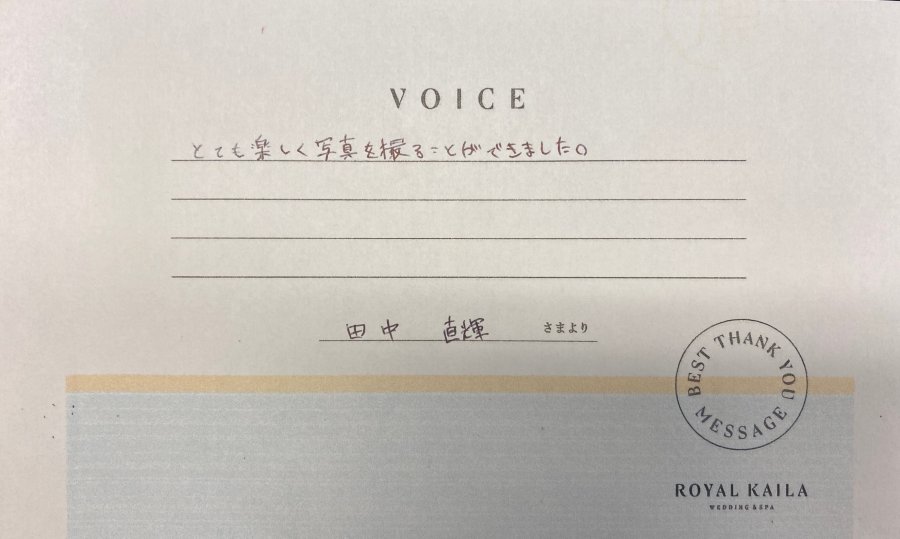 VOICE
とても楽しく写真を撮ることができました。
田中 直輝 さまより
BEST THANK YOU MESSAGE
ROYAL KAILA
WEDDING & SPA